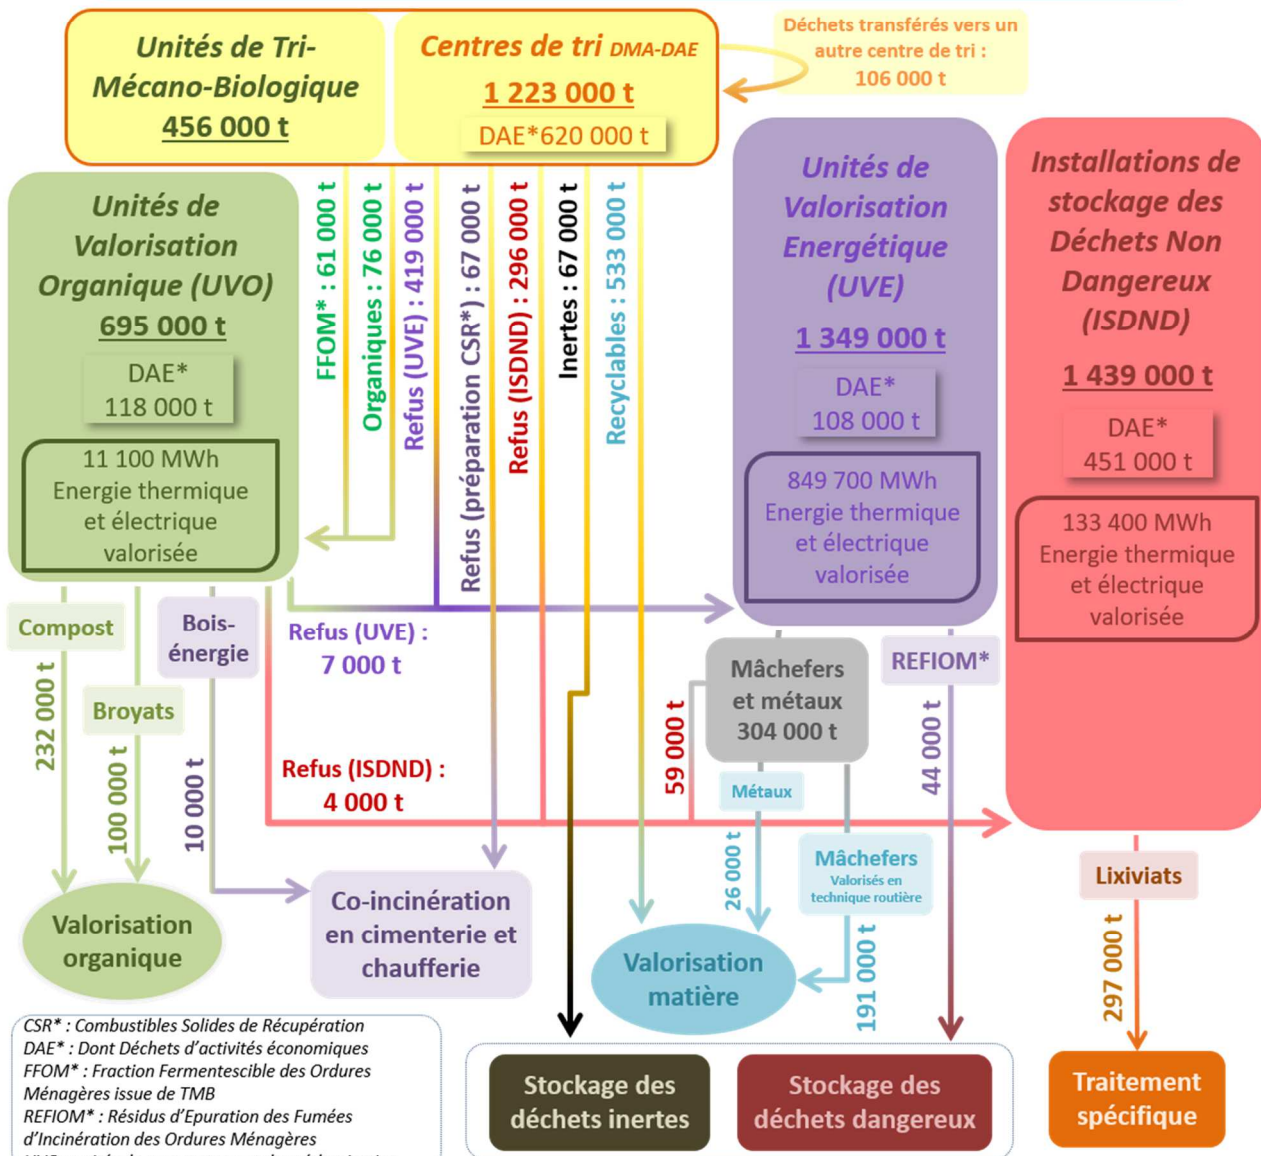 Unités de Tri-
Mécano-Biologique
456 000 t
Centres de tri DMA-DAE
1 223 000 t
DAE*620 000 t
Déchets transférés vers un
autre centre de tri :
106 000 t
Unités de
Valorisation
Organique (UVO)
695 000 t
DAE*
118 000 t
11 100 MWh
Energie thermique
et électrique
valorisée
FFOM* : 61 000 t
Organiques : 76 000 t
Refus (UVE) : 419 000 t
Refus (préparation CSR*) : 67 000 t
Refus (ISDND) : 296 000 t
Inertes : 67 000 t
Recyclables : 533 000 t
Unités de
Valorisation
Energétique
(UVE)
1 349 000 t
DAE*
108 000 t
849 700 MWh
Energie thermique
et électrique
valorisée
Installations de
stockage des
Déchets Non
Dangereux
(ISDND)
1 439 000 t
DAE*
451 000 t
133 400 MWh
Energie thermique
et électrique
valorisée
Compost
232 000 t
Broyats
100 000 t
Bois-
énergie
10 000 t
Refus (UVE) :
7 000 t
Refus (ISDND) :
4 000 t
Mâchefers
et métaux
304 000 t
59 000 t
REFIOM*
44 000 t
Métaux
26 000 t
Mâchefers
Valorisés en
technique routière
191 000 t
Lixiviats
297 000 t
Valorisation
organique
Co-incinération
en cimenterie et
chaufferie
Valorisation
matière
Stockage des
déchets inertes
Stockage des
déchets dangereux
Traitement
spécifique
CSR* : Combustibles Solides de Récupération
DAE* : Dont Déchets d'activités économiques
FFOM* : Fraction Fermentescible des Ordures
Ménagères issue de TMB
REFIOM* : Résidus d'Epuration des Fumées
d'Incinération des Ordures Ménagères